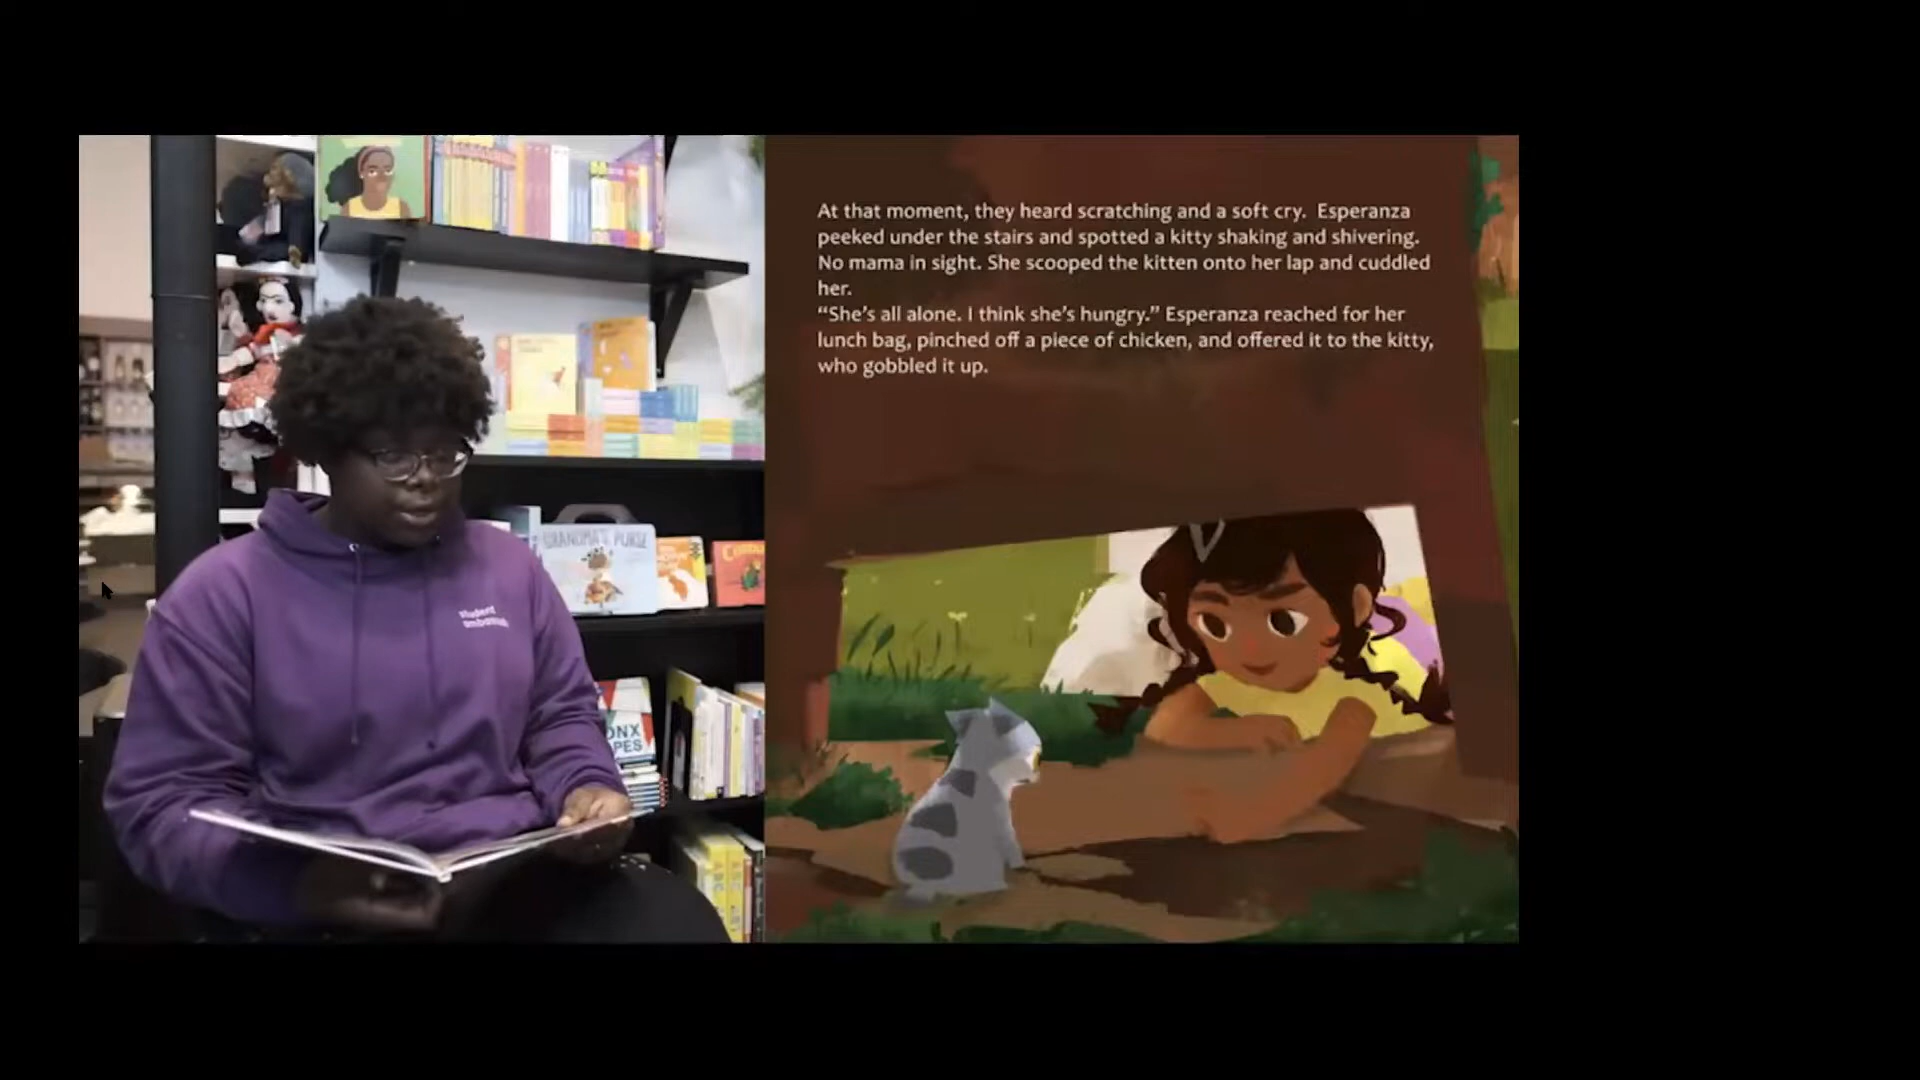 At that moment, they heard scratching and a soft cry. Esperanza
peeked under the stairs and spotted a kitty shaking and shivering.
No mama in sight. She scooped the kitten onto her lap and cuddled
her.
“She’s all alone. I think she’s hungry.” Esperanza reached for her
lunch bag, pinched off a piece of chicken, and offered it to the kitty,
who gobbled it up.
student
GRANDMA'S PURSE
ABC